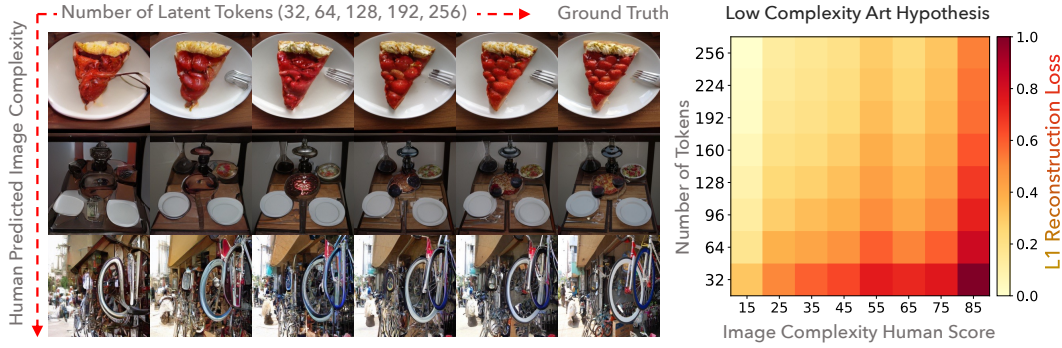 Number of Latent Tokens (32, 64, 128, 192, 256)
Ground Truth
Human Predicted Image Complexity
Low Complexity Art Hypothesis
Number of Tokens
256
224
192
160
128
96
64
32
15 25 35 45 55 65 75 85
Image Complexity Human Score
1.0
0.8
0.6
0.4
0.2
0.0
L1 Reconstruction Loss